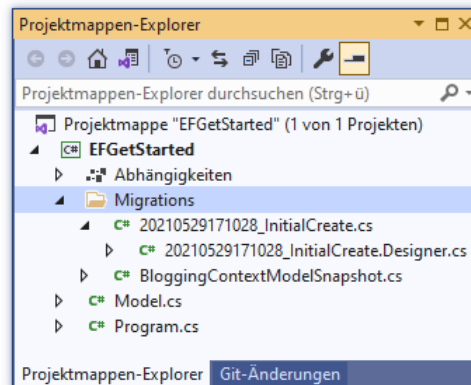 Projektmappen-Explorer
Projektmappen-Explorer durchsuchen (Strg+ü)
Projektmappe "EFGetStarted" (1 von 1 Projekten)
C# EFGetStarted
Abhängigkeiten
Migrations
C# 20210529171028_InitialCreate.cs
C# 20210529171028_InitialCreate.Designer.cs
C# BloggingContextModelSnapshot.cs
C# Model.cs
C# Program.cs
Projektmappen-Explorer Git-Änderungen